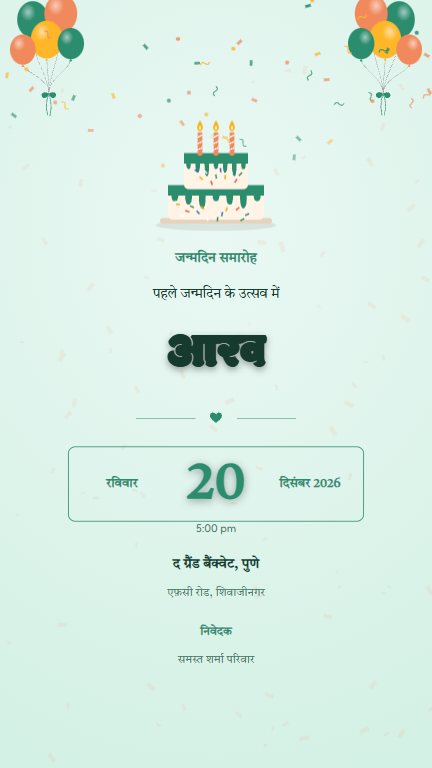 जन्मदिन समारोह
पहले जन्मदिन के उत्सव में
आरव
रविवार 20 दिसंबर 2026
5:00 pm
द ग्रैंड बैंक्वेट, पुणे
एफ़सी रोड, शिवाजीनगर
निवेदक
समस्त शर्मा परिवार